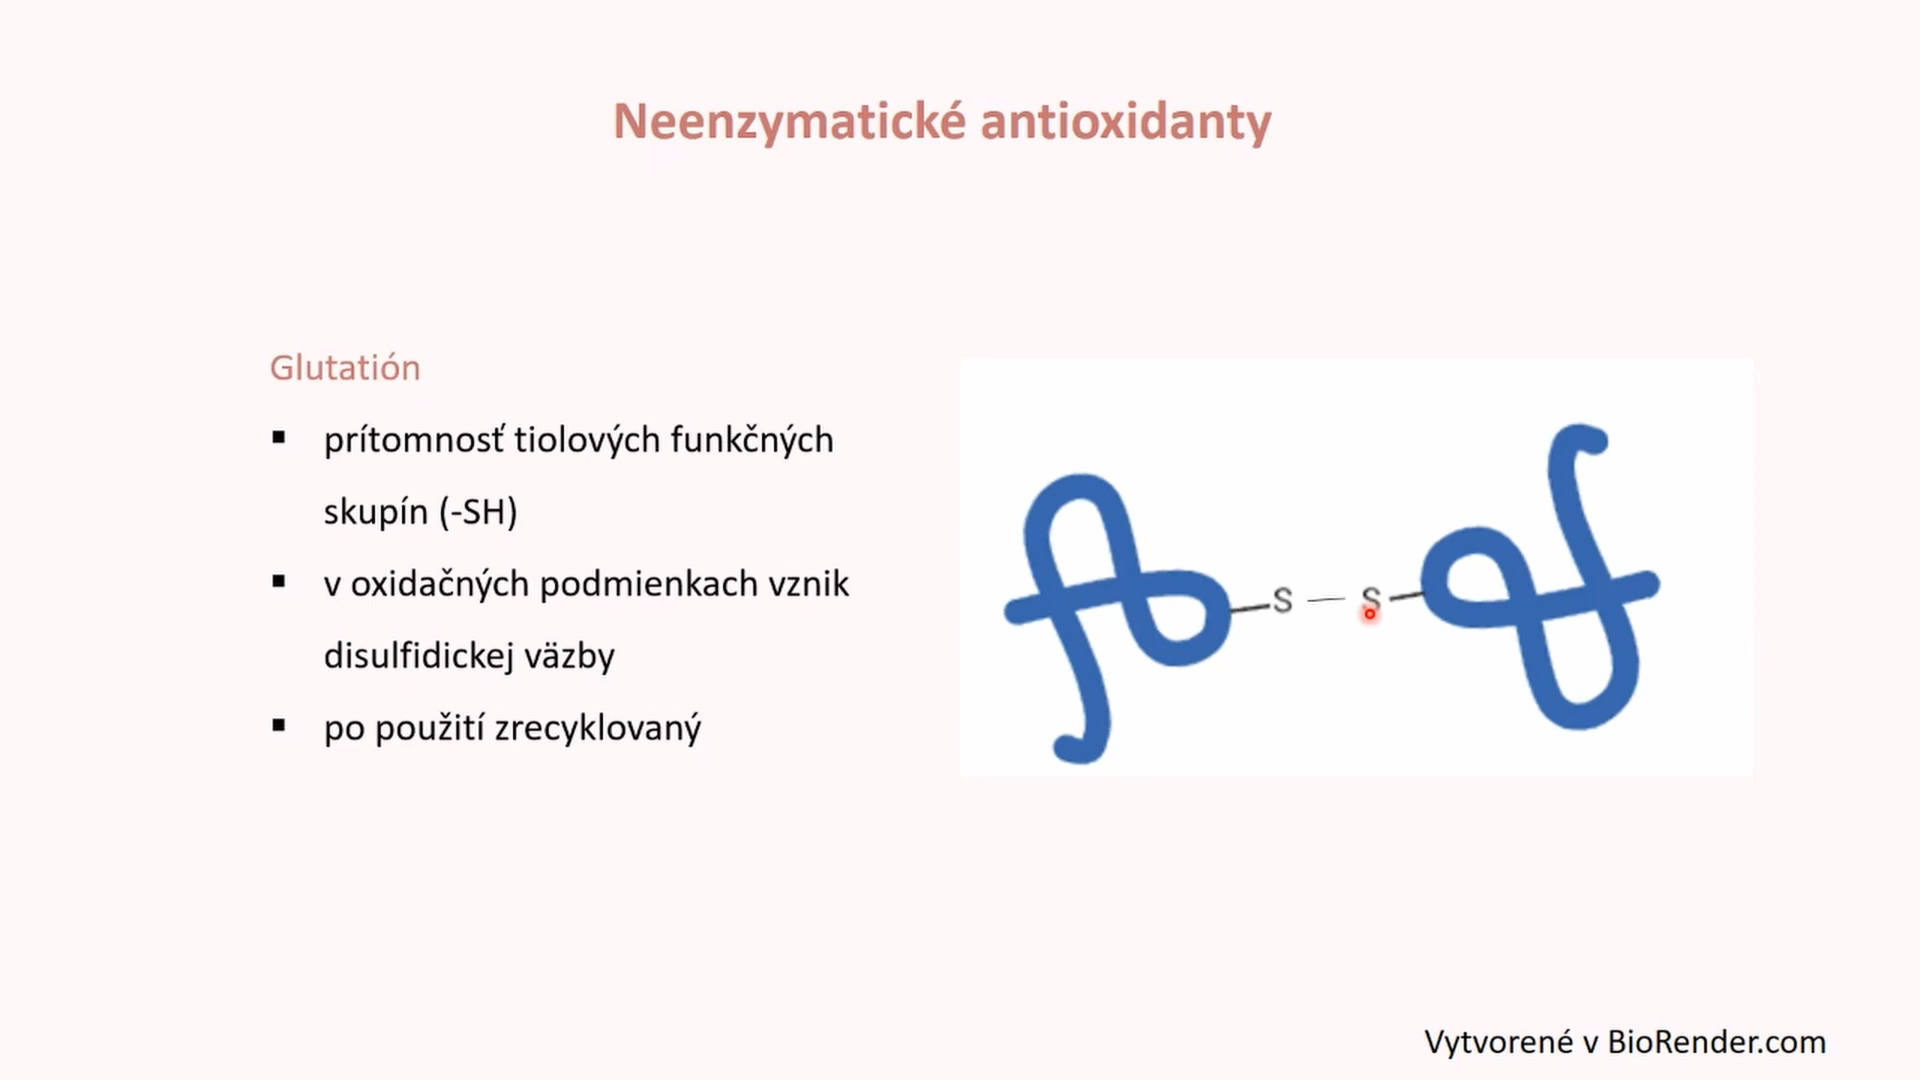 Neenzymatické antioxidanty
Glutatión
▪ prítomnosť tiolových funkčných
skupín (-SH)
▪ v oxidačných podmienkach vznik
disulfidickej väzby
▪ po použití zrecyklovaný
S — S
Vytvorené v BioRender.com